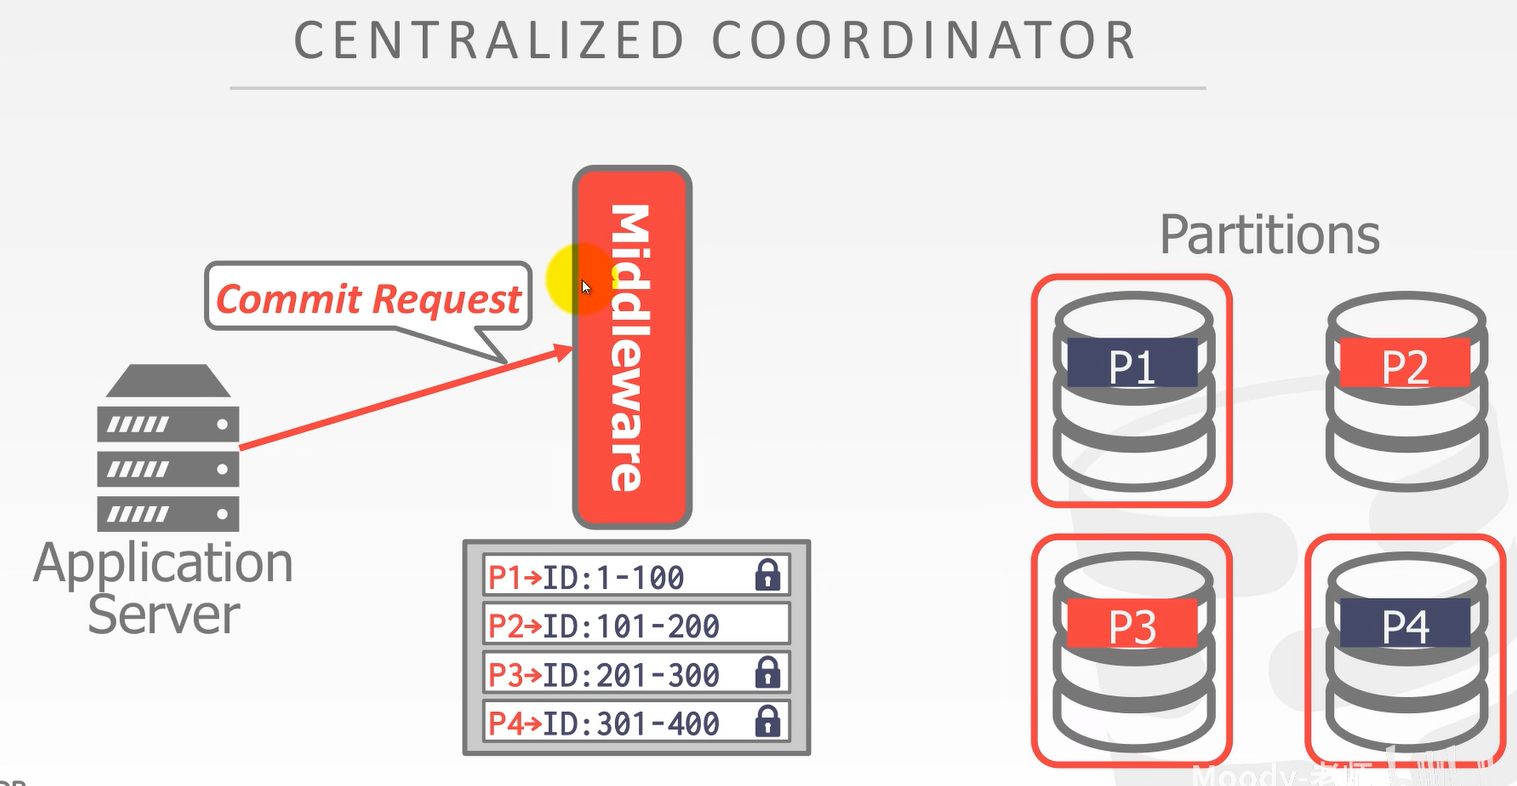 CENTRALIZED COORDINATOR
Commit Request
Middleware
Application
Server
P1→ID:1-100
P2→ID:101-200
P3→ID:201-300
P4→ID:301-400
Partitions
P1
P2
P3
P4
Moody-老师